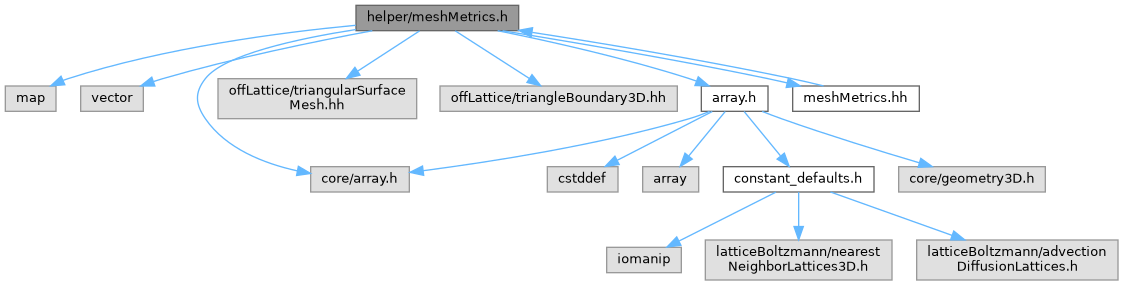 helper/meshMetrics.h
map
vector
offLattice/triangularSurface
Mesh.hh
offLattice/triangleBoundary3D.hh
array.h
meshMetrics.hh
core/array.h
cstddef
array
constant_defaults.h
core/geometry3D.h
iomanip
latticeBoltzmann/nearest
NeighborLattices3D.h
latticeBoltzmann/advection
DiffusionLattices.h